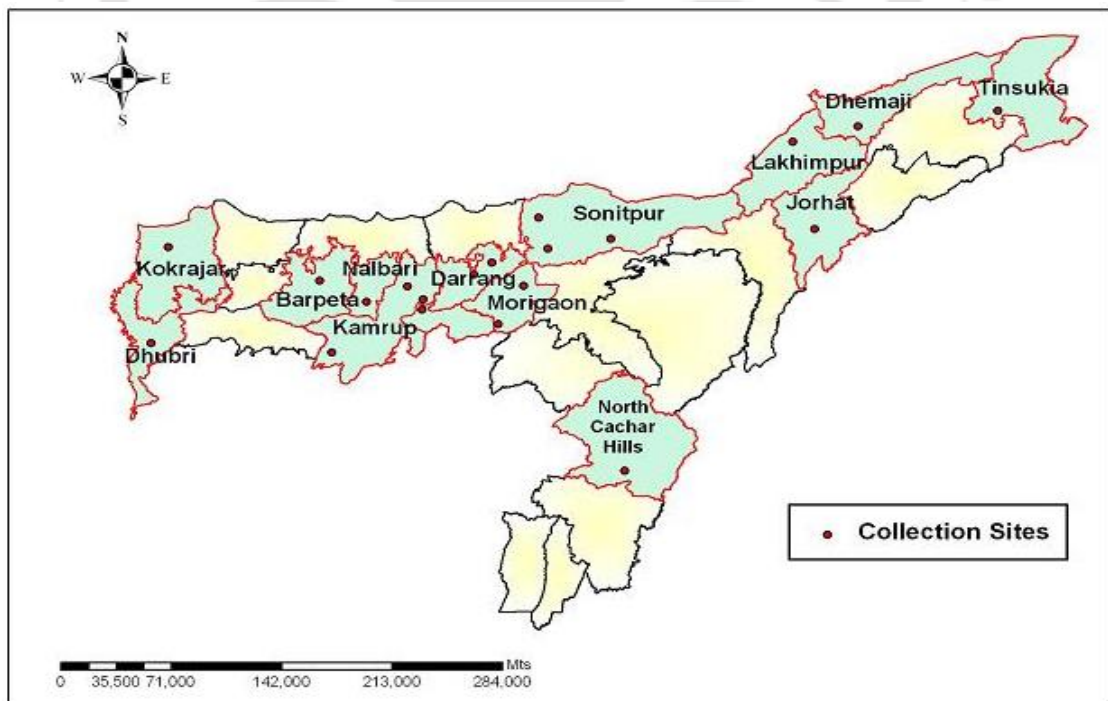 N
W E
S
Tinsukia
Dhemaji
Lakhimpur
Jorhat
Sonitpur
Kokrajar
Nalbari
Darrang
Barpeta
Morigaon
Kamrup
Dhubri
North
Cachar
Hills
Collection Sites
Mts
0 35,500 71,000 142,000 213,000 284,000